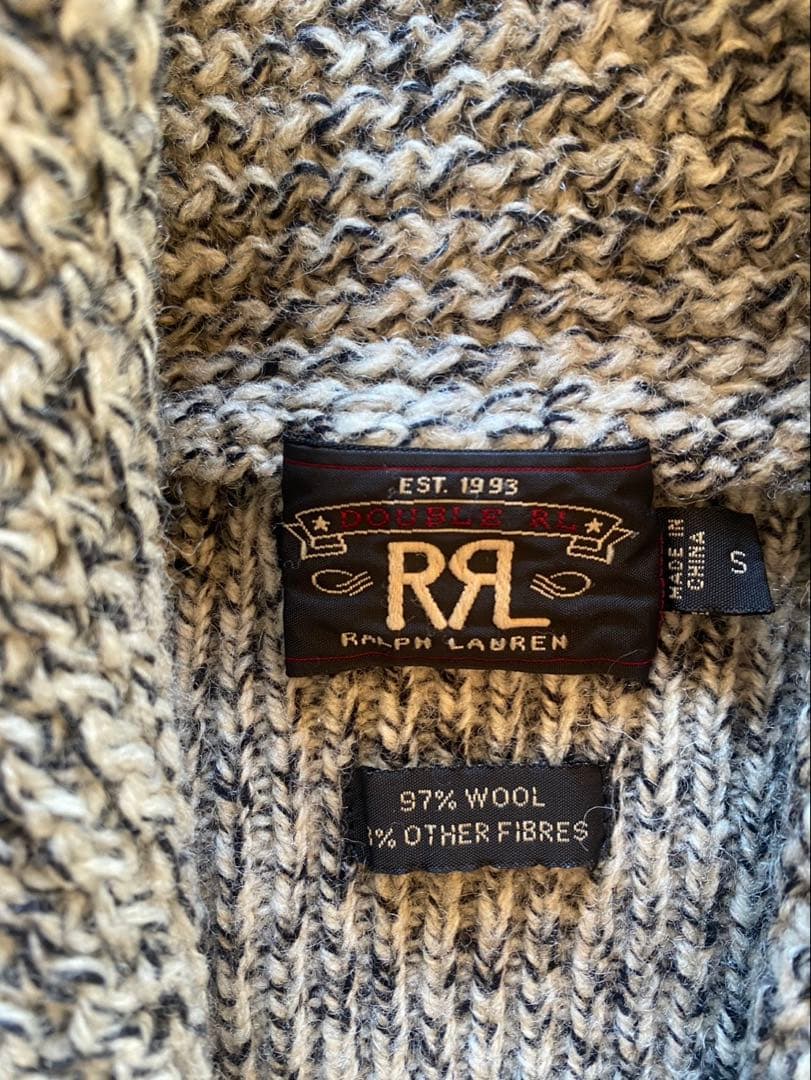 EST. 1993
DOUBLE RL
RRL
RALPH LAUREN
MADE IN
CHINA
S
97% WOOL
% OTHER FIBRES